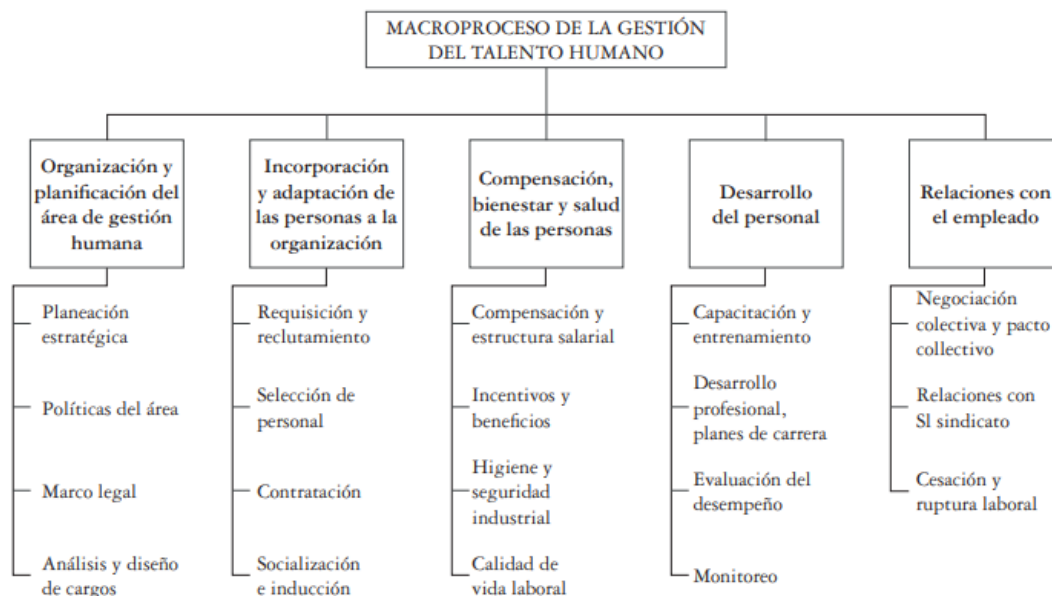 MACROPROCESO DE LA GESTIÓN
DEL TALENTO HUMANO
Organización y
planificación del
área de gestión
humana
Planeación
estratégica
Políticas del área
Marco legal
Análisis y diseño
de cargos
Incorporación
y adaptación de
las personas a la
organización
Requisición y
reclutamiento
Selección de
personal
Contratación
Socialización
e inducción
Compensación,
bienestar y salud
de las personas
Compensación y
estructura salarial
Incentivos y
beneficios
Higiene y
seguridad
industrial
Calidad de
vida laboral
Desarrollo
del personal
Capacitación y
entrenamiento
Desarrollo
profesional,
planes de carrera
Evaluación del
desempeño
Monitoreo
Relaciones con
el empleado
Negociación
colectiva y pacto
collectivo
Relaciones con
Sl sindicato
Cesación y
ruptura laboral